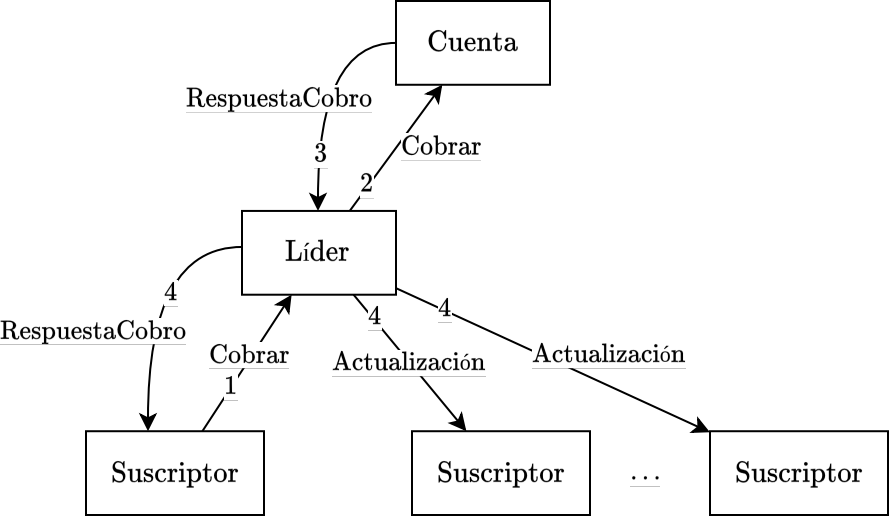 Cuenta
RespuestaCobro
Cobrar
3
2
Líder
4
4
4
RespuestaCobro
Cobrar
Actualización
Actualización
1
Suscriptor
Suscriptor
...
Suscriptor